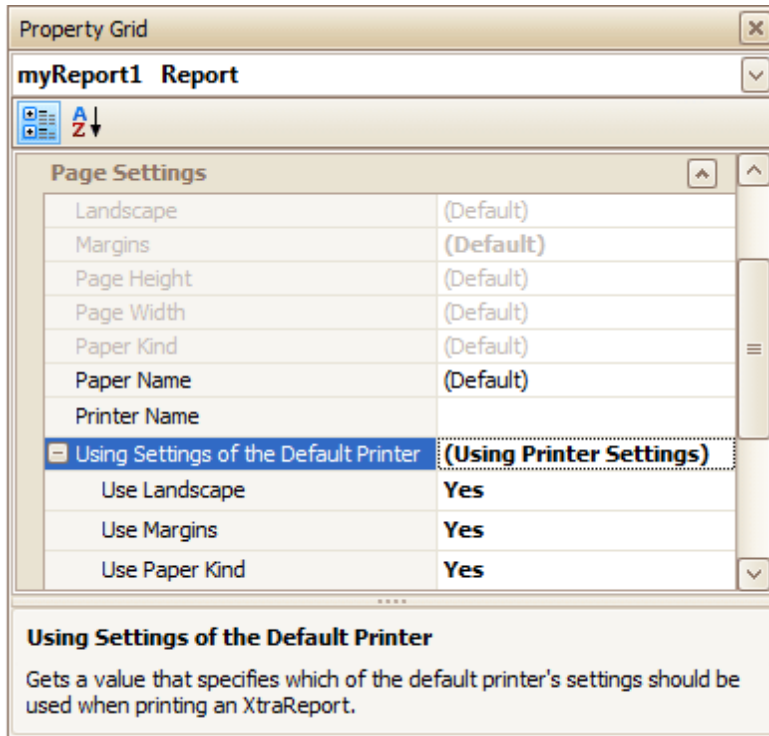 Property Grid
myReport1 Report
A
Z
Page Settings
Landscape (Default)
Margins (Default)
Page Height (Default)
Page Width (Default)
Paper Kind (Default)
Paper Name (Default)
Printer Name
Using Settings of the Default Printer (Using Printer Settings)
Use Landscape Yes
Use Margins Yes
Use Paper Kind Yes
Using Settings of the Default Printer
Gets a value that specifies which of the default printer's settings should be
used when printing an XtraReport.